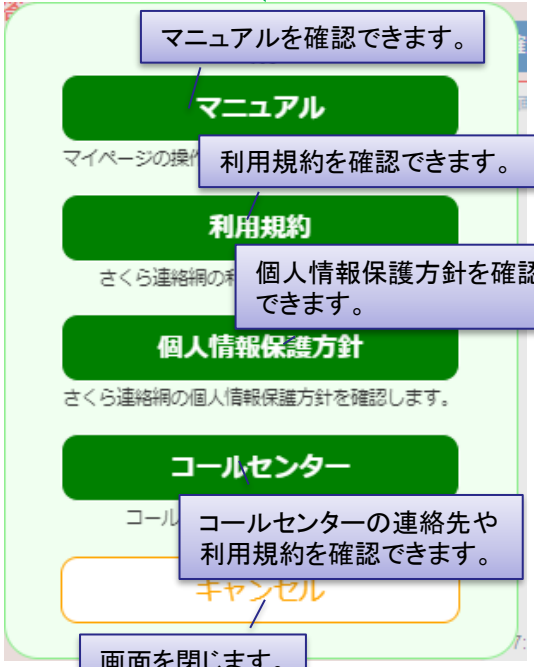 マニュアルを確認できます。
マニュアル
マイページの操作
利用規約を確認できます。
利用規約
さくら連絡網の利
個人情報保護方針を確認
できます。
個人情報保護方針
さくら連絡網の個人情報保護方針を確認します。
コールセンター
コール
コールセンターの連絡先や
利用規約を確認できます。
キャンセル
画面を閉じます。